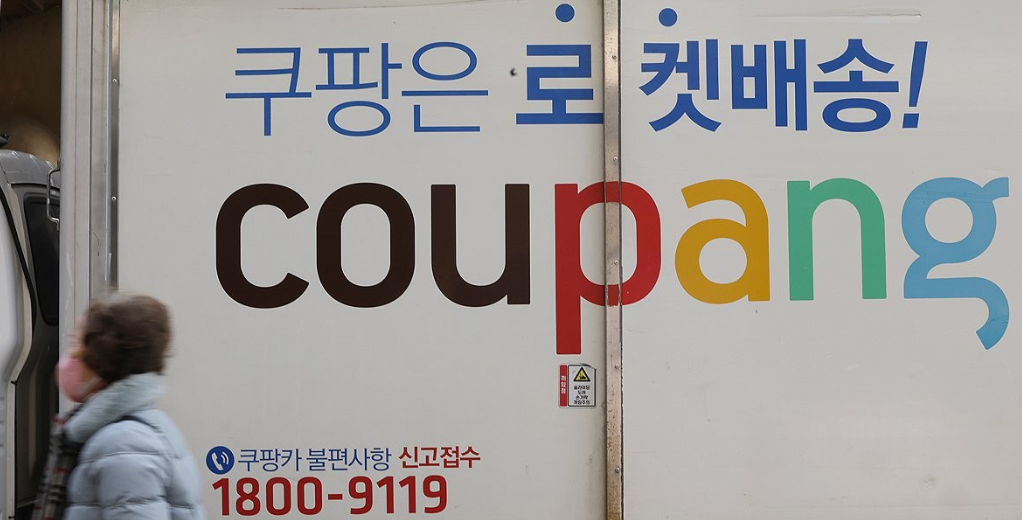 쿠팡은 로켓배송!
coupang
쿠팡카 불편사항 신고접수
1800-9119